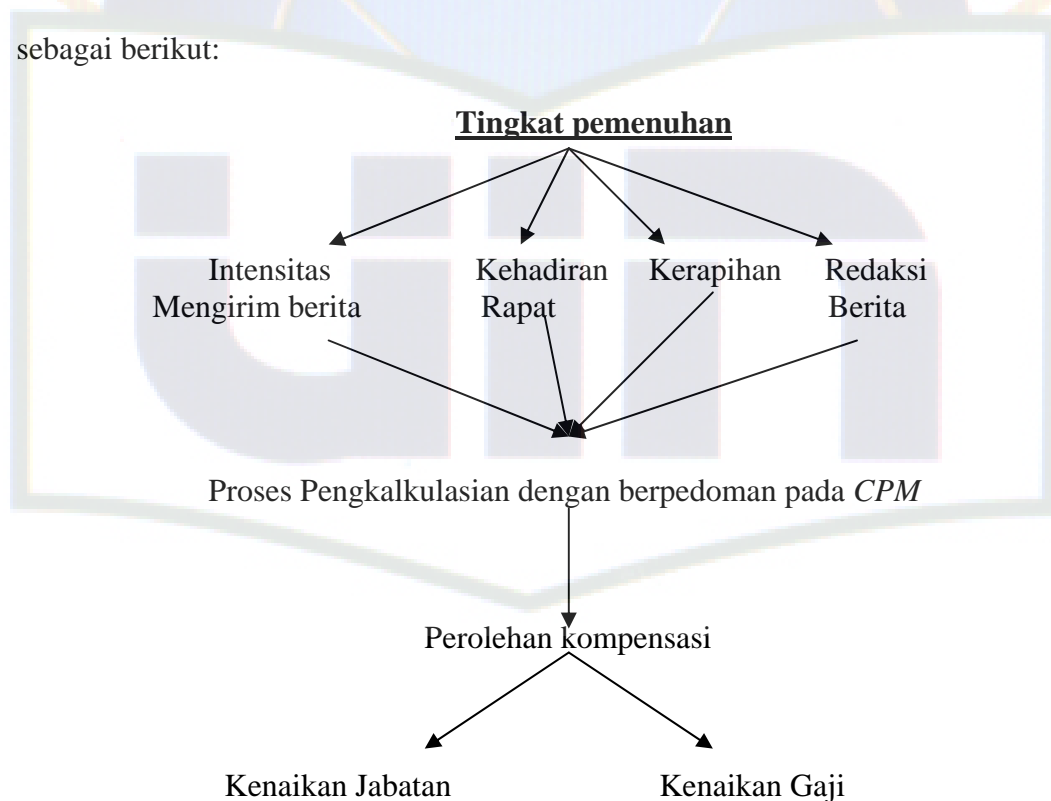 sebagai berikut:
Tingkat pemenuhan
Intensitas Kehadiran Kerapihan Redaksi
Mengirim berita Rapat Berita
Proses Pengkalkulasian dengan berpedoman pada CPM
Perolehan kompensasi
Kenaikan Jabatan Kenaikan Gaji
uin